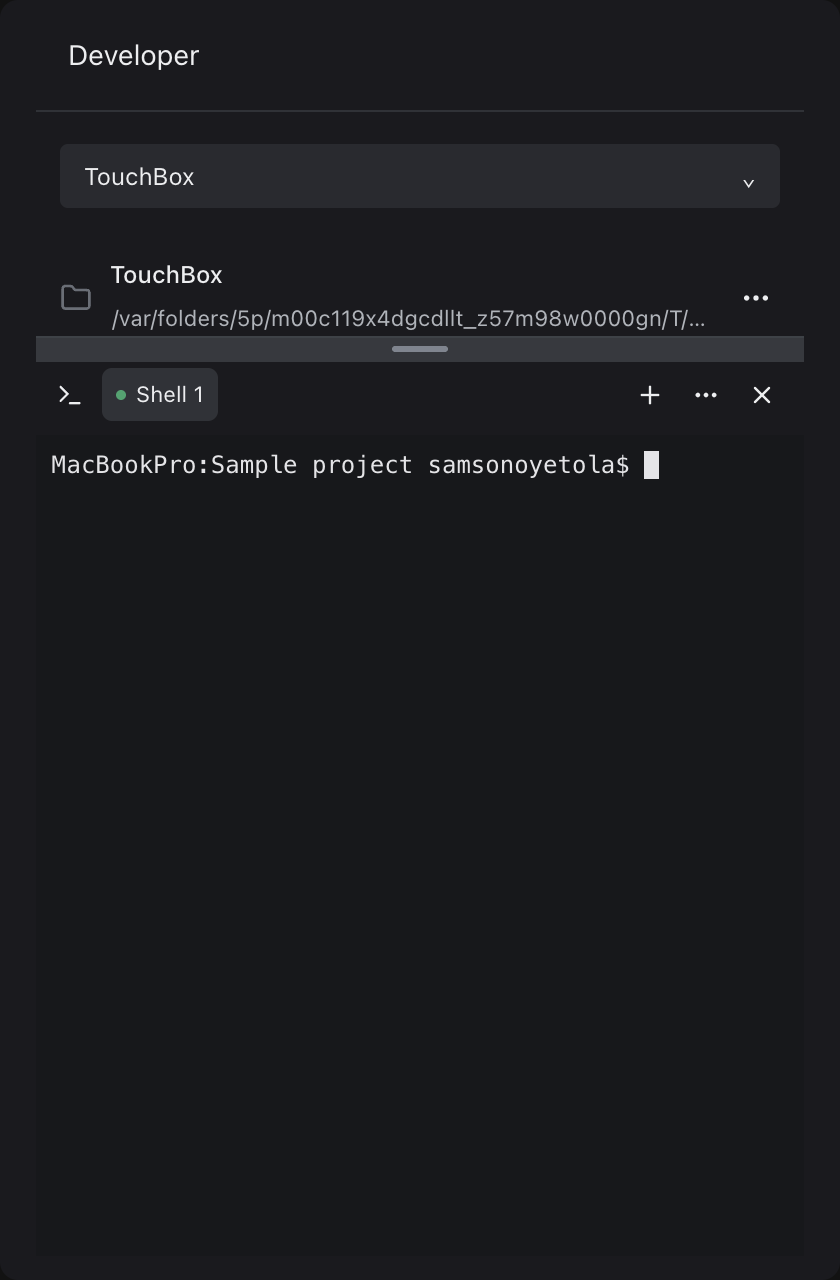 Developer
TouchBox
TouchBox
/var/folders/5p/m00c119x4dgcdllt_z57m98w0000gn/T/...
Shell 1
MacBookPro:Sample project samsonoyetola$